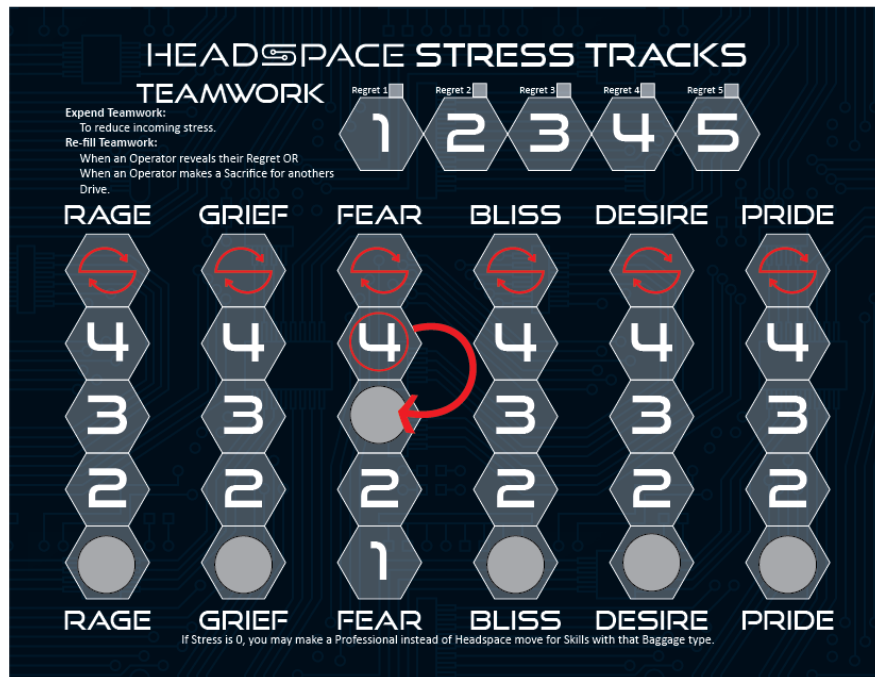 HEADSPACE STRESS TRACKS
TEAMWORK
Regret 1 Regret 2 Regret 3 Regret 4 Regret 5
1 2 3 4 5
Expend Teamwork:
To reduce incoming stress.
Re-fill Teamwork:
When an Operator reveals their Regret OR
When an Operator makes a Sacrifice for anothers
Drive.
RAGE GRIEF FEAR BLISS DESIRE PRIDE
4 4 4 4 4 4
3 3 3 3 3
2 2 2 2 2 2
1
RAGE GRIEF FEAR BLISS DESIRE PRIDE
If Stress is 0, you may make a Professional instead of Headspace move for Skills with that Baggage type.